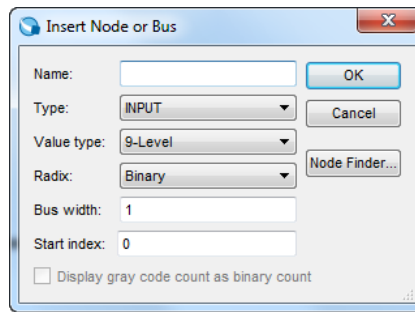 Insert Node or Bus
Name:
OK
Type: INPUT
Cancel
Value type: 9-Level
Node Finder...
Radix: Binary
Bus width: 1
Start index: 0
Display gray code count as binary count